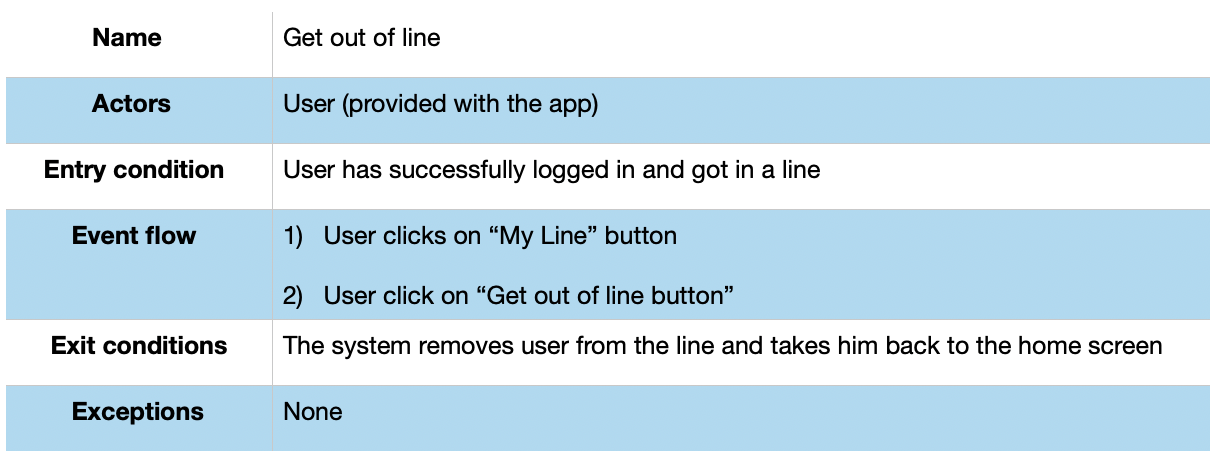 Name Get out of line
Actors User (provided with the app)
Entry condition User has successfully logged in and got in a line
Event flow 1) User clicks on “My Line” button
2) User click on “Get out of line button”
Exit conditions The system removes user from the line and takes him back to the home screen
Exceptions None